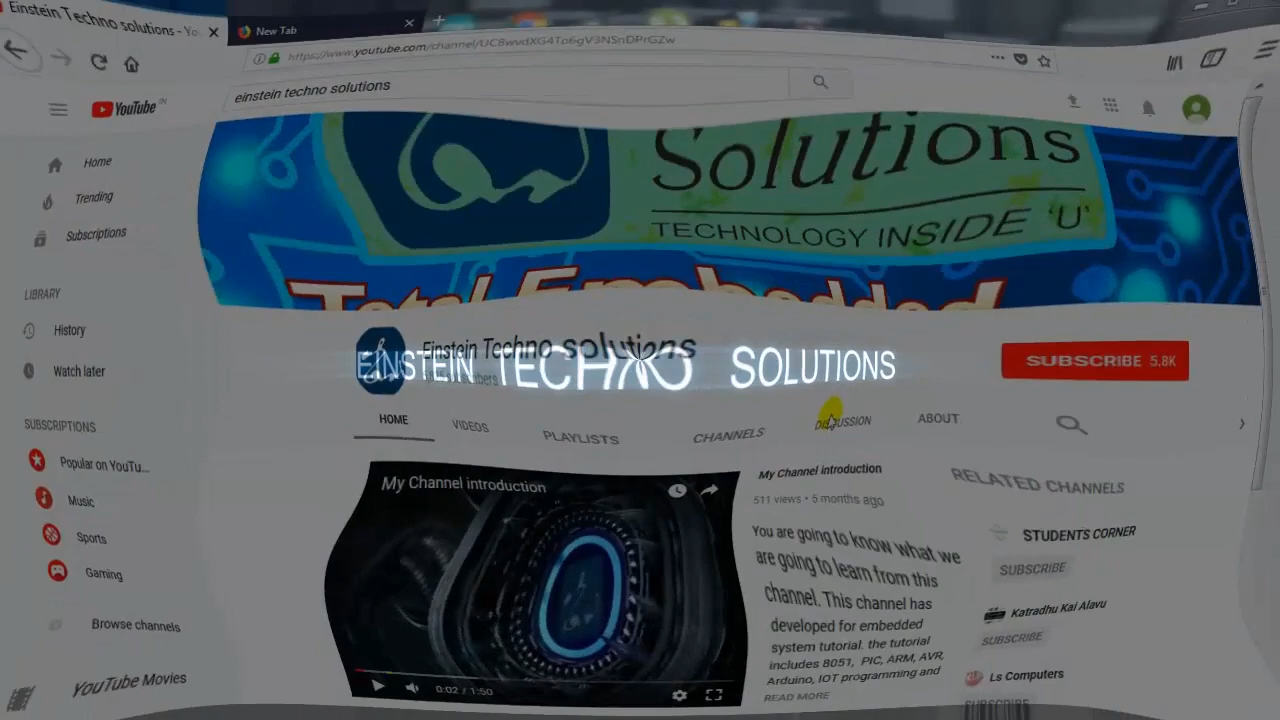 Einstein Techno solutions - Yo
New Tab
https://www.youtube.com/channel/UC8wvdXG4To6gV3NSnDPrGZw
einstein techno solutions
YouTube IN
Home
Trending
Subscriptions
LIBRARY
History
Watch later
SUBSCRIPTIONS
Popular on YouTu...
Music
Sports
Gaming
Browse channels
YouTube Movies
Solutions
TECHNOLOGY INSIDE 'U'
Total Embedded
Einstein Techno solutions
EINSTEIN TECHNO SOLUTIONS
SUBSCRIBE 5.8K
HOME
VIDEOS
PLAYLISTS
CHANNELS
DISCUSSION
ABOUT
My Channel introduction
0:02 / 1:50
My Channel introduction
511 views • 5 months ago
You are going to know what we
are going to learn from this
channel. This channel has
developed for embedded
system tutorial. the tutorial
includes 8051, PIC, ARM, AVR,
Arduino, IOT programming and
READ MORE
RELATED CHANNELS
STUDENTS CORNER
SUBSCRIBE
Katradhu Kai Alavu
SUBSCRIBE
Ls Computers
SUBSCRIBE